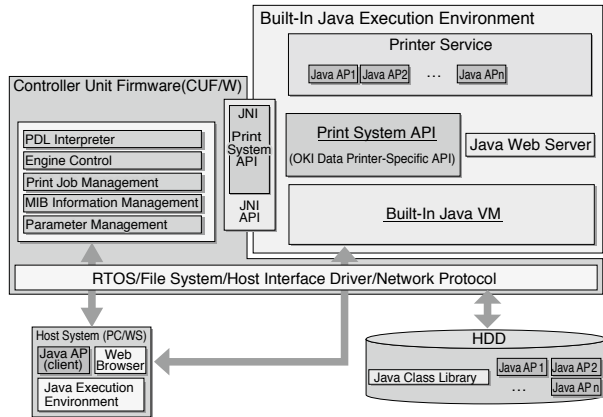 Built-In Java Execution Environment
Printer Service
Java AP1 Java AP2 ... Java APn
Controller Unit Firmware(CUF/W)
PDL Interpreter
Engine Control
Print Job Management
MIB Information Management
Parameter Management
JNI
Print
System
API
JNI
API
Print System API
(OKI Data Printer-Specific API)
Java Web Server
Built-In Java VM
RTOS/File System/Host Interface Driver/Network Protocol
Host System (PC/WS)
Java AP
(client)
Web
Browser
Java Execution
Environment
HDD
Java Class Library
Java AP1 Java AP2
... Java APn